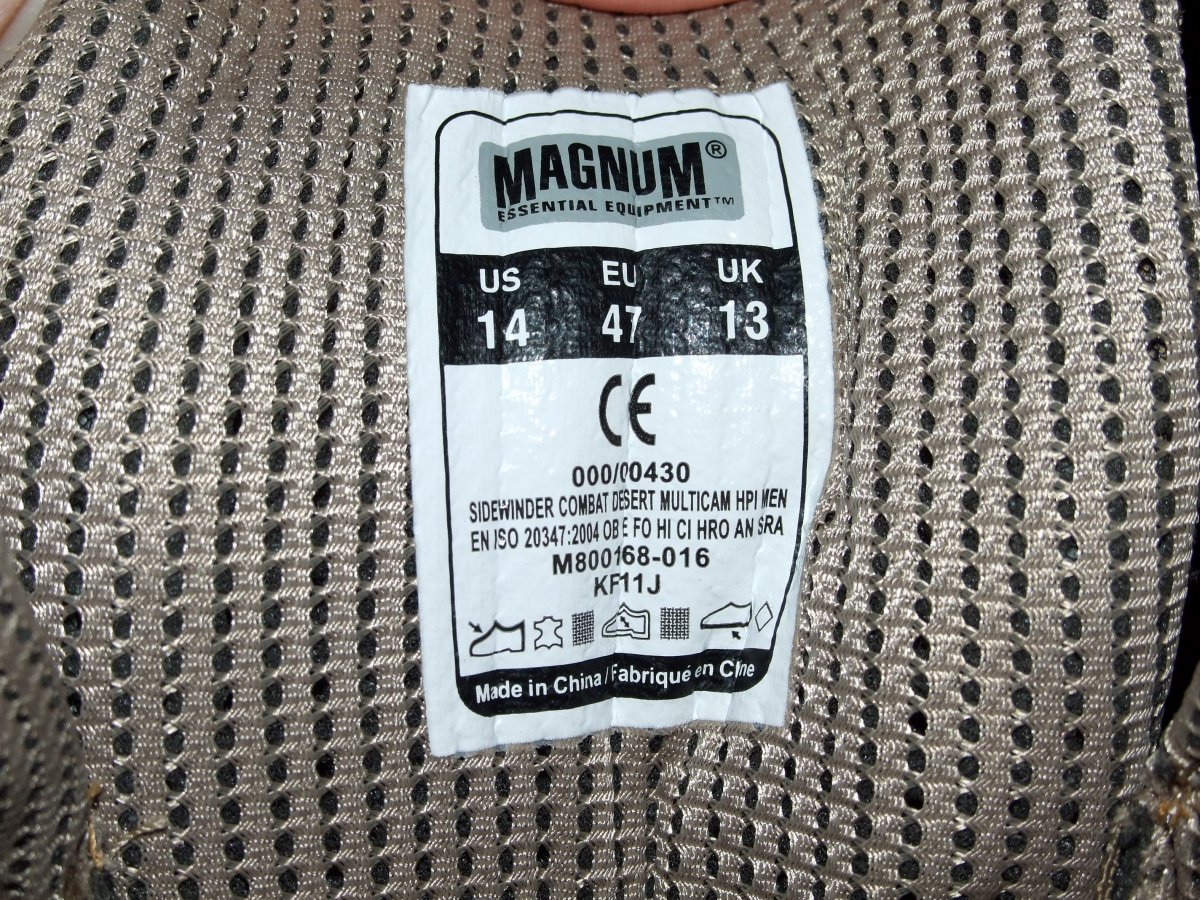 MAGNUM®
ESSENTIAL EQUIPMENT™
US EU UK
14 47 13
CE
000/00430
SIDEWINDER COMBAT DESERT MULTICAM HPI MEN
EN ISO 20347:2004 OB E FO HI CI HRO AN SRA
M800168-016
KF11J
Made in China / Fabriqué en Chine